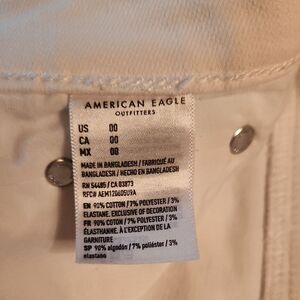 AMERICAN EAGLE
OUTFITTERS
US 00
CA 00
MX 08
MADE IN BANGLADESH / FABRIQUÉ AU
BANGLADESH / HECHO EN BANGLADESH
RN 54485 / CA 83873
EN 90% COTTON / 7% POLYESTER / 3%
ELASTANE. EXCLUSIVE OF DECORATION
FR 90% COTON / 7% POLYESTER / 3%
ÉLASTHANNE. À L'EXCEPTION DE LA
GARNITURE
SP 90% algodón / 7% poliéster / 3%
elastano